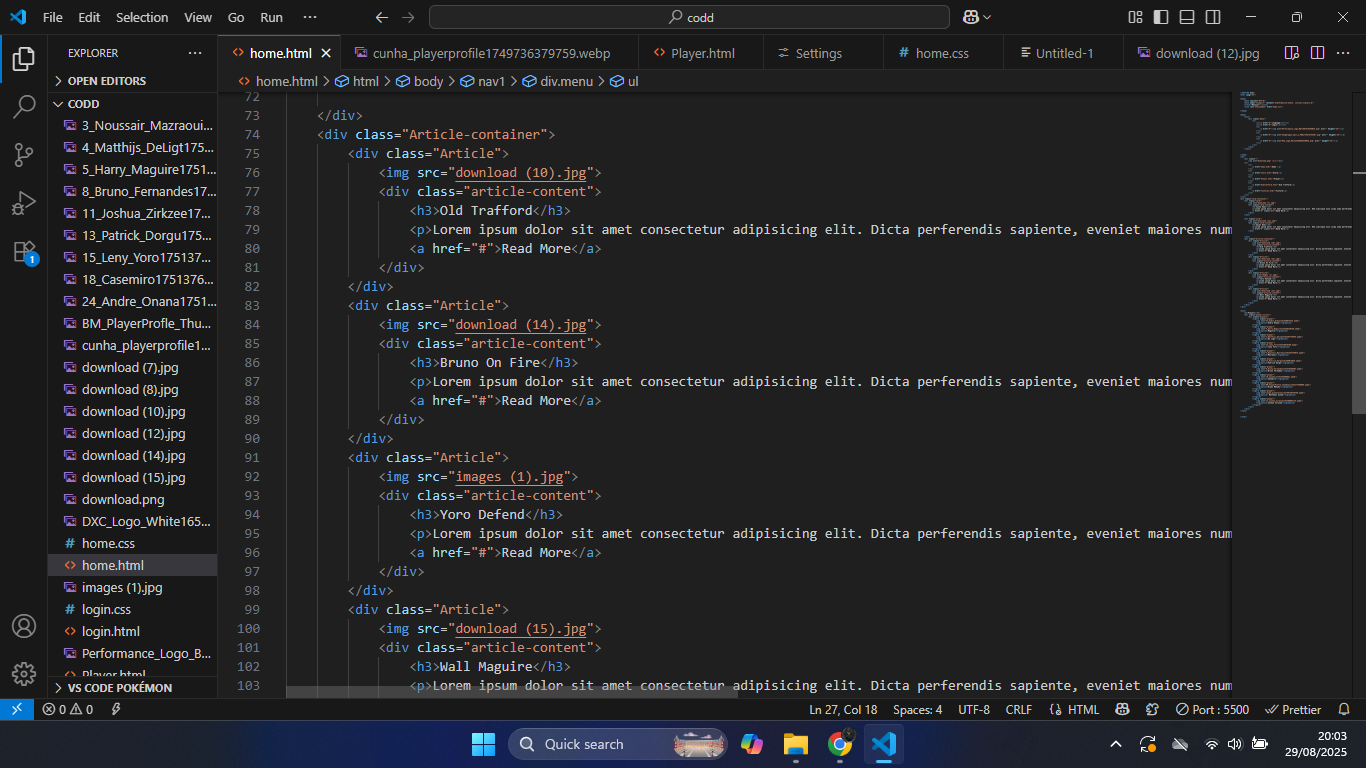 File Edit Selection View Go Run ··· codd
EXPLORER ···
OPEN EDITORS
CODD
3_Noussair_Mazraoui...
4_Matthijs_DeLigt175...
5_Harry_Maguire1751...
8_Bruno_Fernandes17...
11_Joshua_Zirkzee17...
13_Patrick_Dorgu175...
15_Leny_Yoro175137...
18_Casemiro1751376...
24_Andre_Onana1751...
BM_PlayerProfle_Thu...
cunha_playerprofile1...
download (7).jpg
download (8).jpg
download (10).jpg
download (12).jpg
download (14).jpg
download (15).jpg
download.png
DXC_Logo_White165...
home.css
home.html
images (1).jpg
login.css
login.html
Performance_Logo_B...
Player.html
VS CODE POKÉMON
1
home.html cunha_playerprofile1749736379759.webp Player.html Settings home.css Untitled-1 download (12).jpg
home.html > html > body > nav1 > div.menu > ul
72
73 </div>
74 <div class="Article-container">
75 <div class="Article">
76 <img src="download (10).jpg">
77 <div class="article-content">
78 <h3>Old Trafford</h3>
79 <p>Lorem ipsum dolor sit amet consectetur adipisicing elit. Dicta perferendis sapiente, eveniet maiores num
80 <a href="#">Read More</a>
81 </div>
82 </div>
83 <div class="Article">
84 <img src="download (14).jpg">
85 <div class="article-content">
86 <h3>Bruno On Fire</h3>
87 <p>Lorem ipsum dolor sit amet consectetur adipisicing elit. Dicta perferendis sapiente, eveniet maiores num
88 <a href="#">Read More</a>
89 </div>
90 </div>
91 <div class="Article">
92 <img src="images (1).jpg">
93 <div class="article-content">
94 <h3>Yoro Defend</h3>
95 <p>Lorem ipsum dolor sit amet consectetur adipisicing elit. Dicta perferendis sapiente, eveniet maiores num
96 <a href="#">Read More</a>
97 </div>
98 </div>
99 <div class="Article">
100 <img src="download (15).jpg">
101 <div class="article-content">
102 <h3>Wall Maguire</h3>
103 <p>Lorem ipsum dolor sit amet consectetur adipisicing elit. Dicta perferendis sapiente, eveniet maiores num
0 0 Ln 27, Col 18 Spaces: 4 UTF-8 CRLF HTML Port : 5500 Prettier
Quick search
20:03
29/08/2025